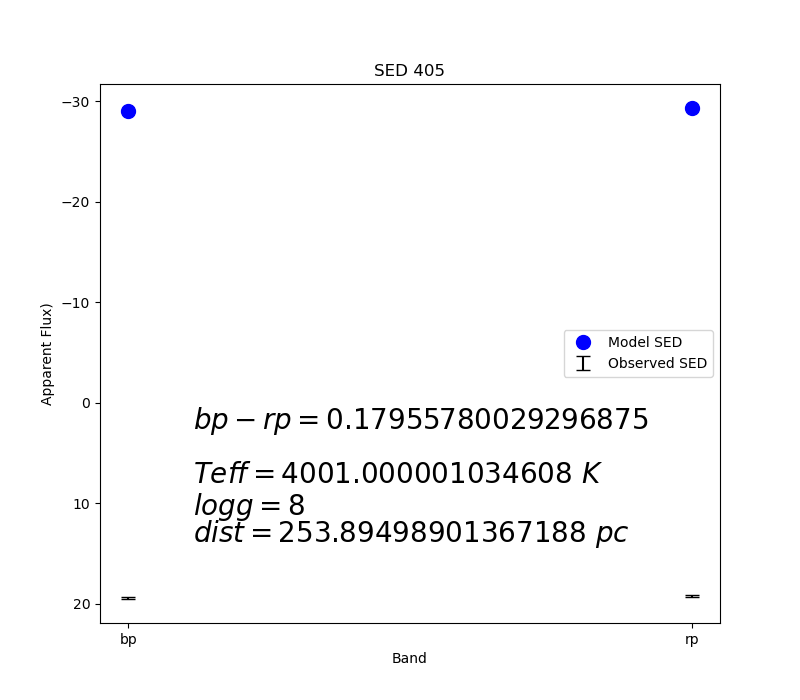 SED 405
−30
−20
−10
0
10
20
Apparent Flux)
Model SED
Observed SED
bp − rp = 0.17955780029296875
Teff = 4001.000001034608 K
logg = 8
dist = 253.89498901367188 pc
bp
rp
Band